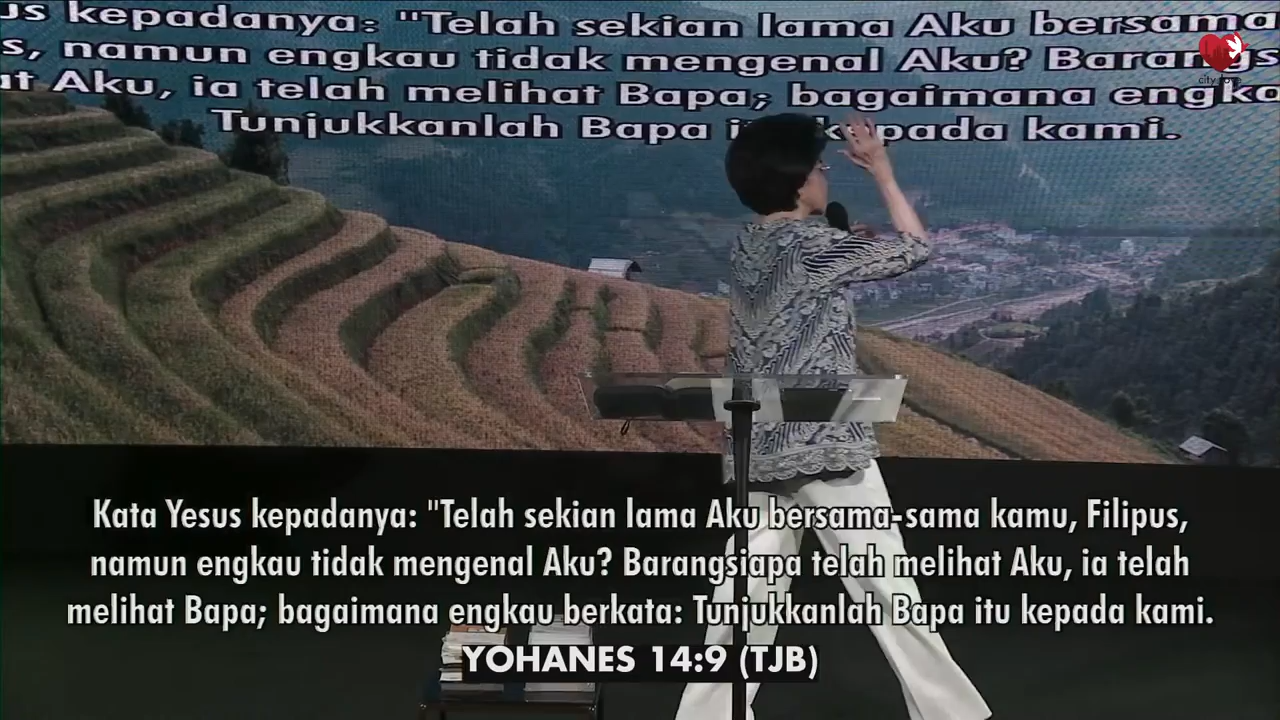 us kepadanya: "Telah sekian lama Aku bersama
s, namun engkau tidak mengenal Aku? Barangs
at Aku, ia telah melihat Bapa; bagaimana engka
Tunjukkanlah Bapa kepada kami.
Kata Yesus kepadanya: "Telah sekian lama Aku bersama-sama kamu, Filipus,
namun engkau tidak mengenal Aku? Barangsiapa telah melihat Aku, ia telah
melihat Bapa; bagaimana engkau berkata: Tunjukkanlah Bapa itu kepada kami.
YOHANES 14:9 (TJB)